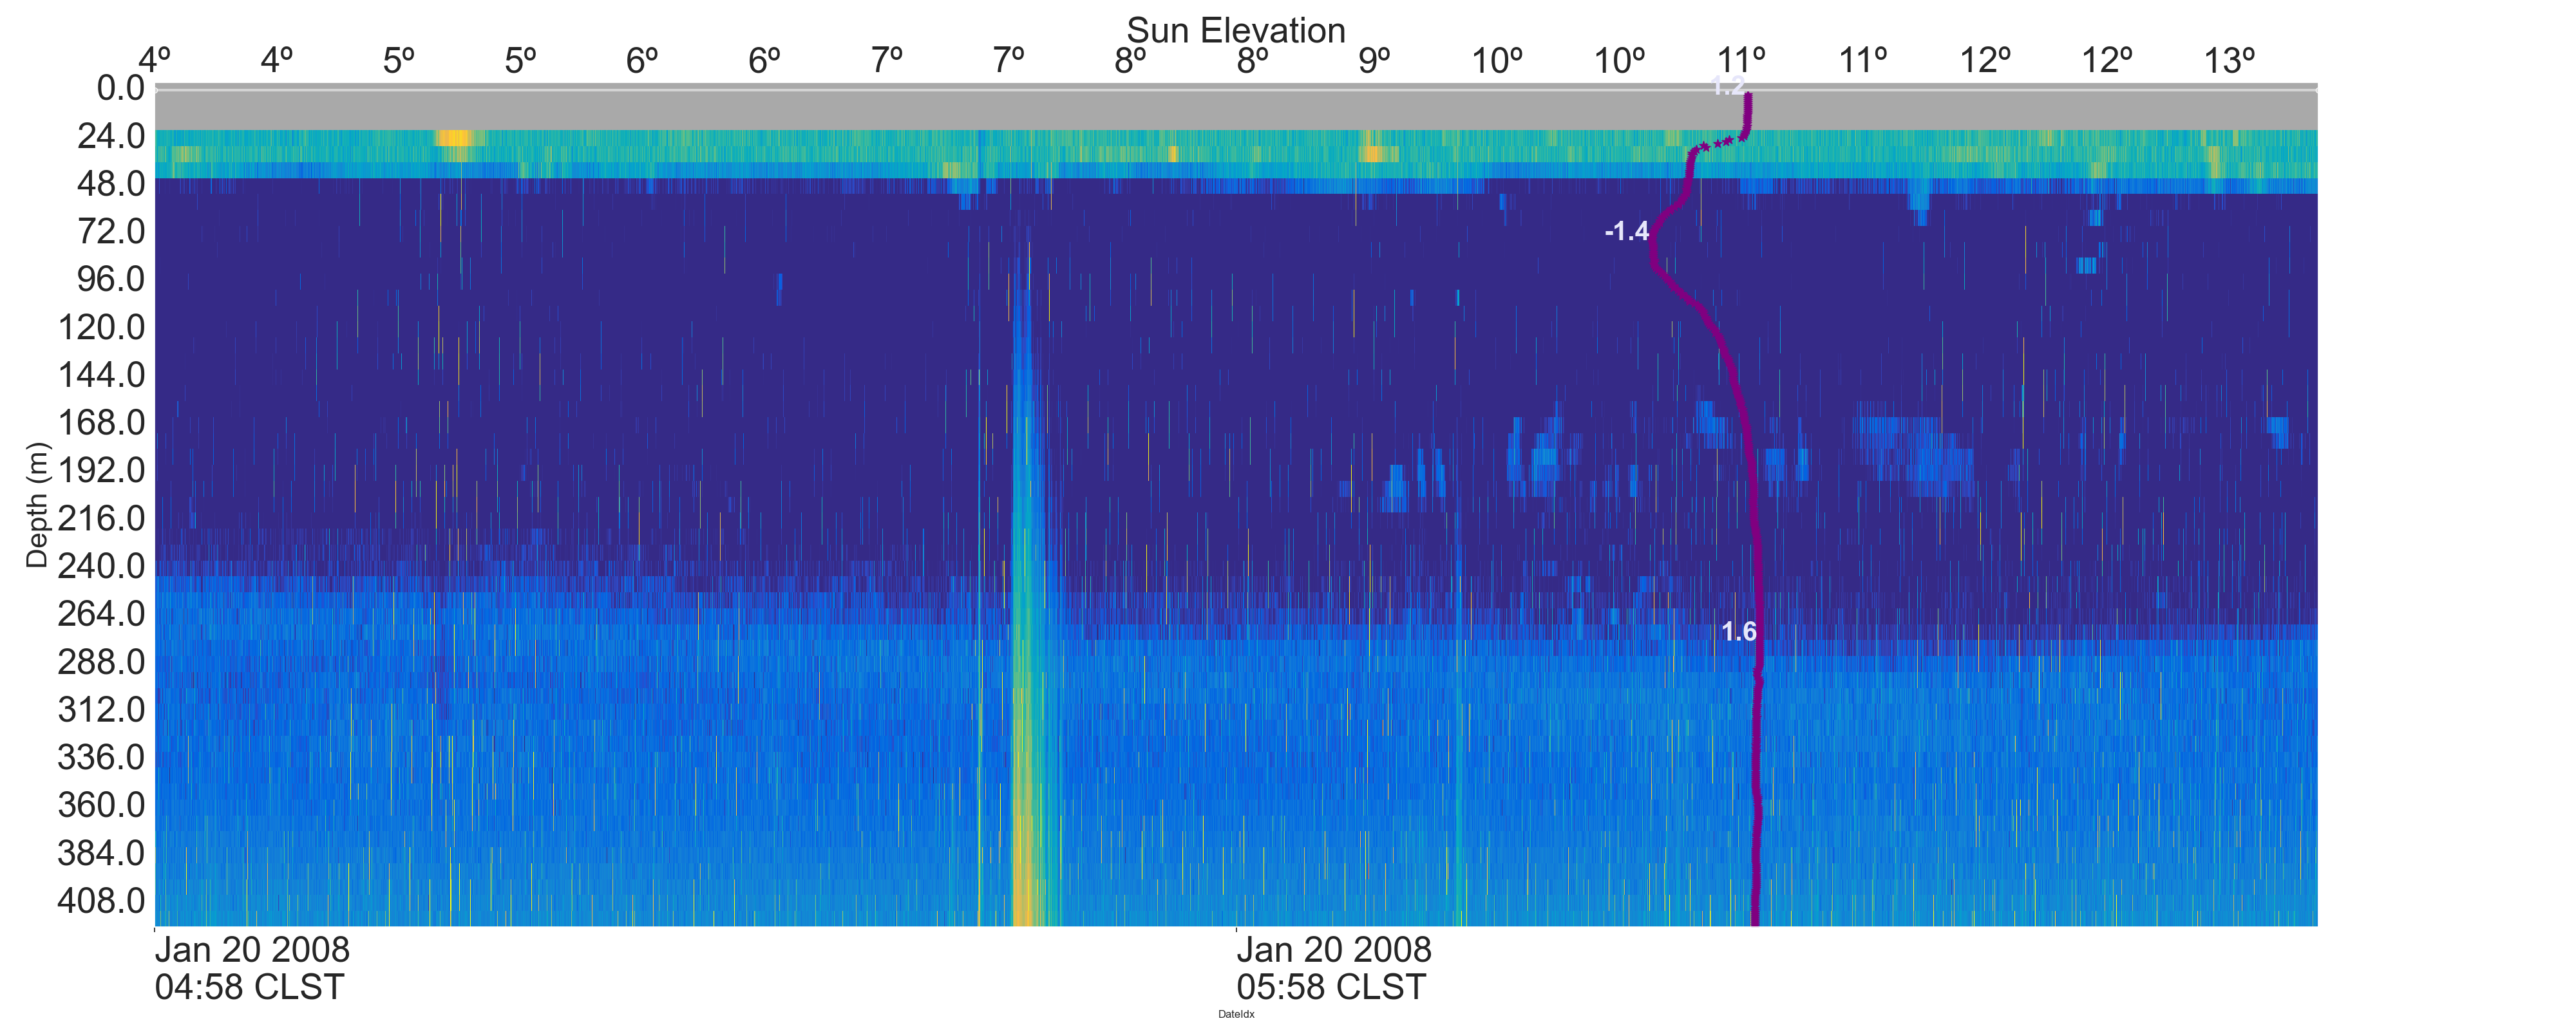 Sun Elevation
4º 4º 5º 5º 6º 6º 7º 7º 8º 8º 9º 10º 10º 11º 11º 12º 12º 13º
0.0
24.0
48.0
72.0
96.0
120.0
144.0
168.0
192.0
216.0
240.0
264.0
288.0
312.0
336.0
360.0
384.0
408.0
Depth (m)
1.2
-1.4
1.6
Jan 20 2008
04:58 CLST
Jan 20 2008
05:58 CLST
DateIdx